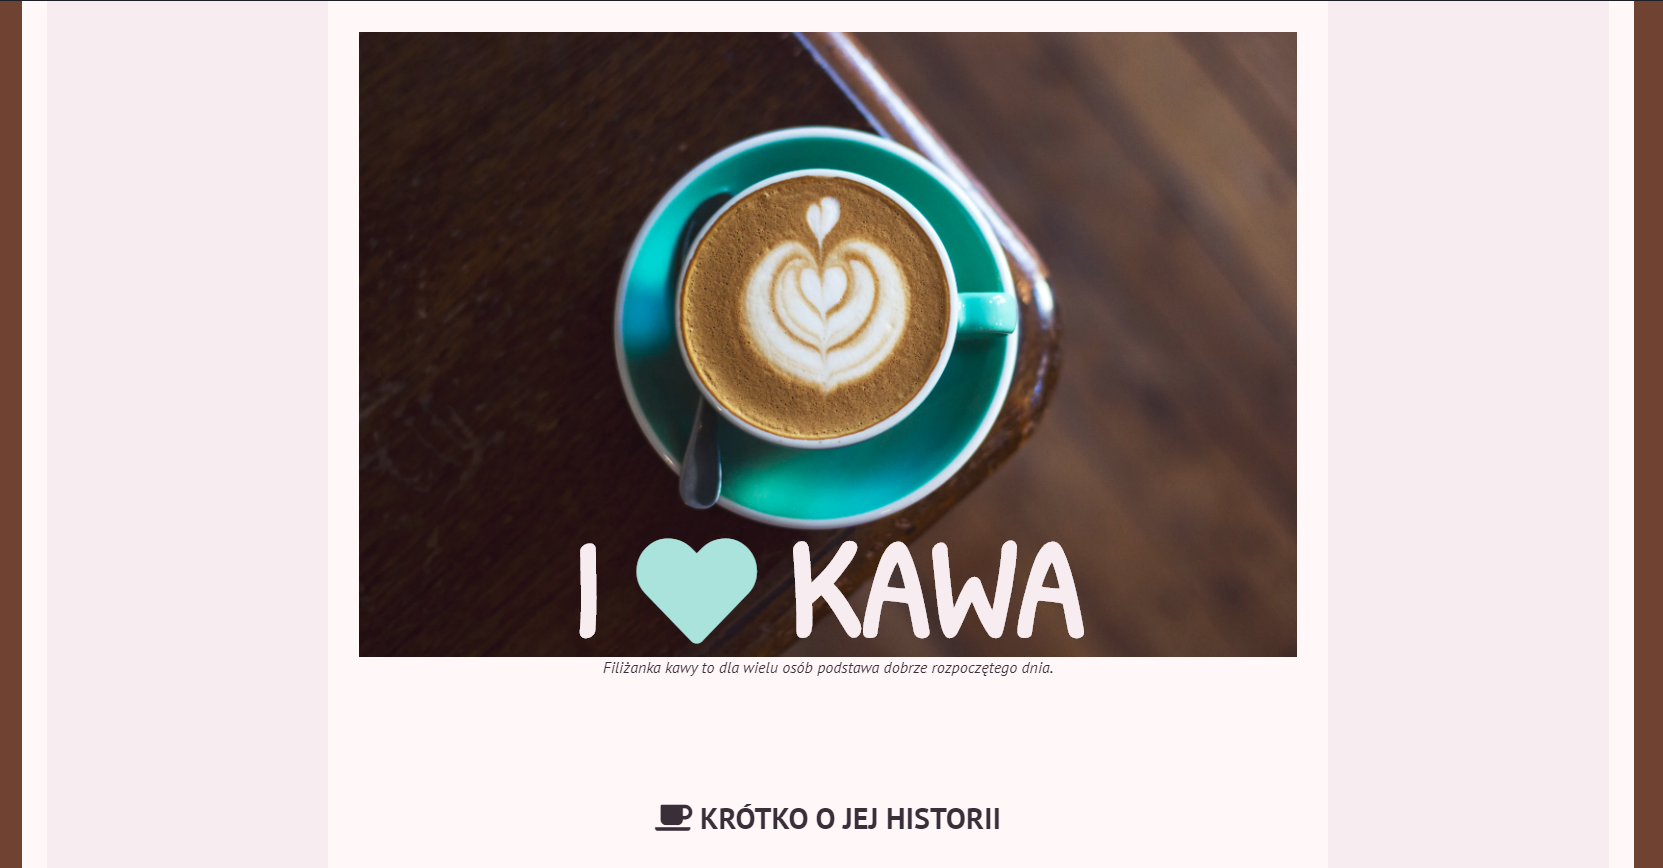 I KAWA
Filiżanka kawy to dla wielu osób podstawa dobrze rozpoczętego dnia.
KRÓTKO O JEJ HISTORII